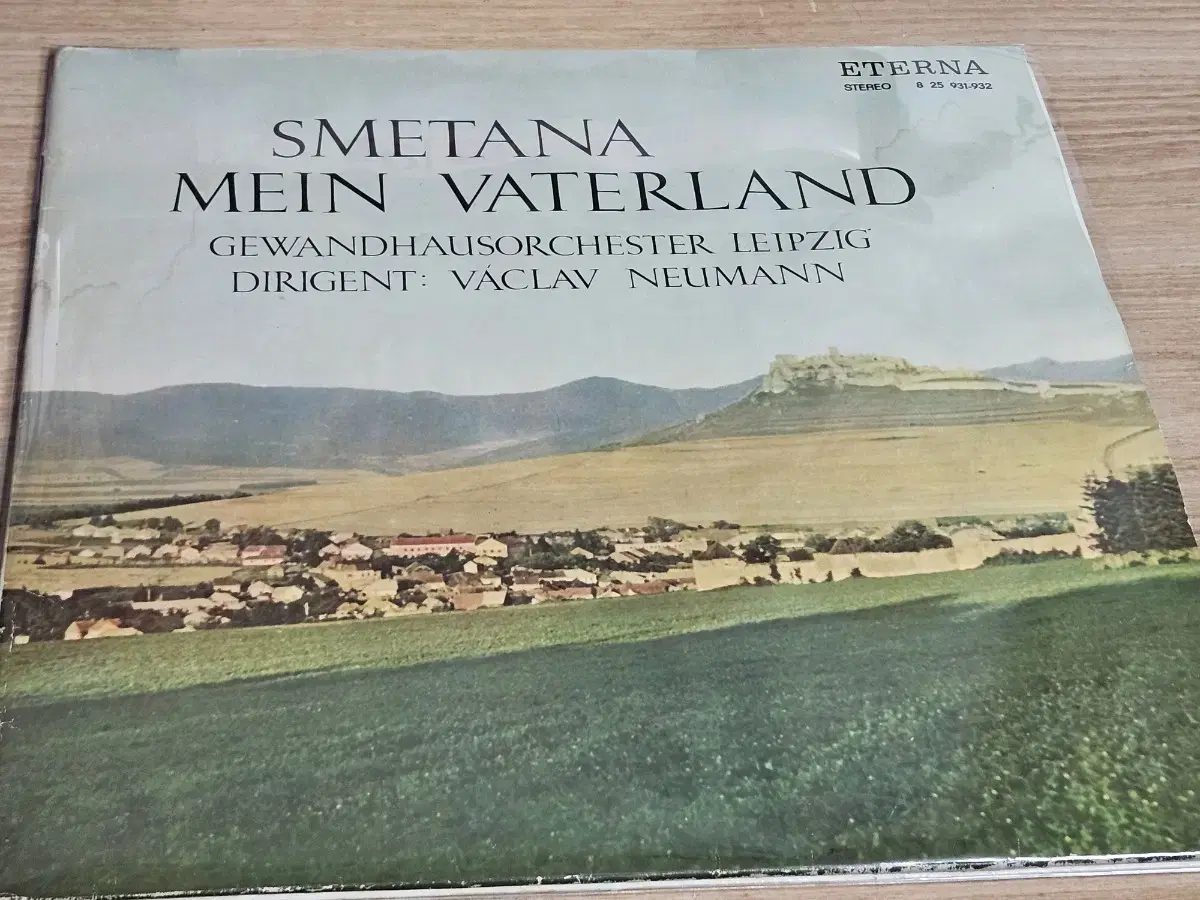 ETERNA
STEREO 8 25 931-932
SMETANA
MEIN VATERLAND
GEWANDHAUSORCHESTER LEIPZIG
DIRIGENT: VÁCLAV NEUMANN